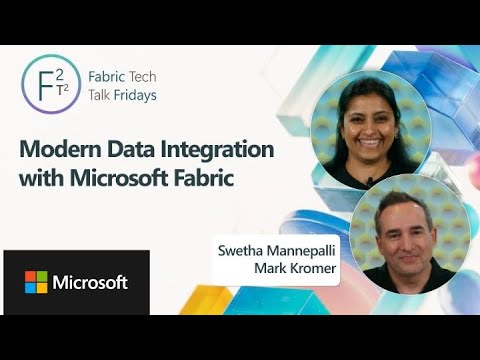 F2
T2
Fabric Tech
Talk Fridays
Modern Data Integration
with Microsoft Fabric
Swetha Mannepalli
Mark Kromer
Microsoft